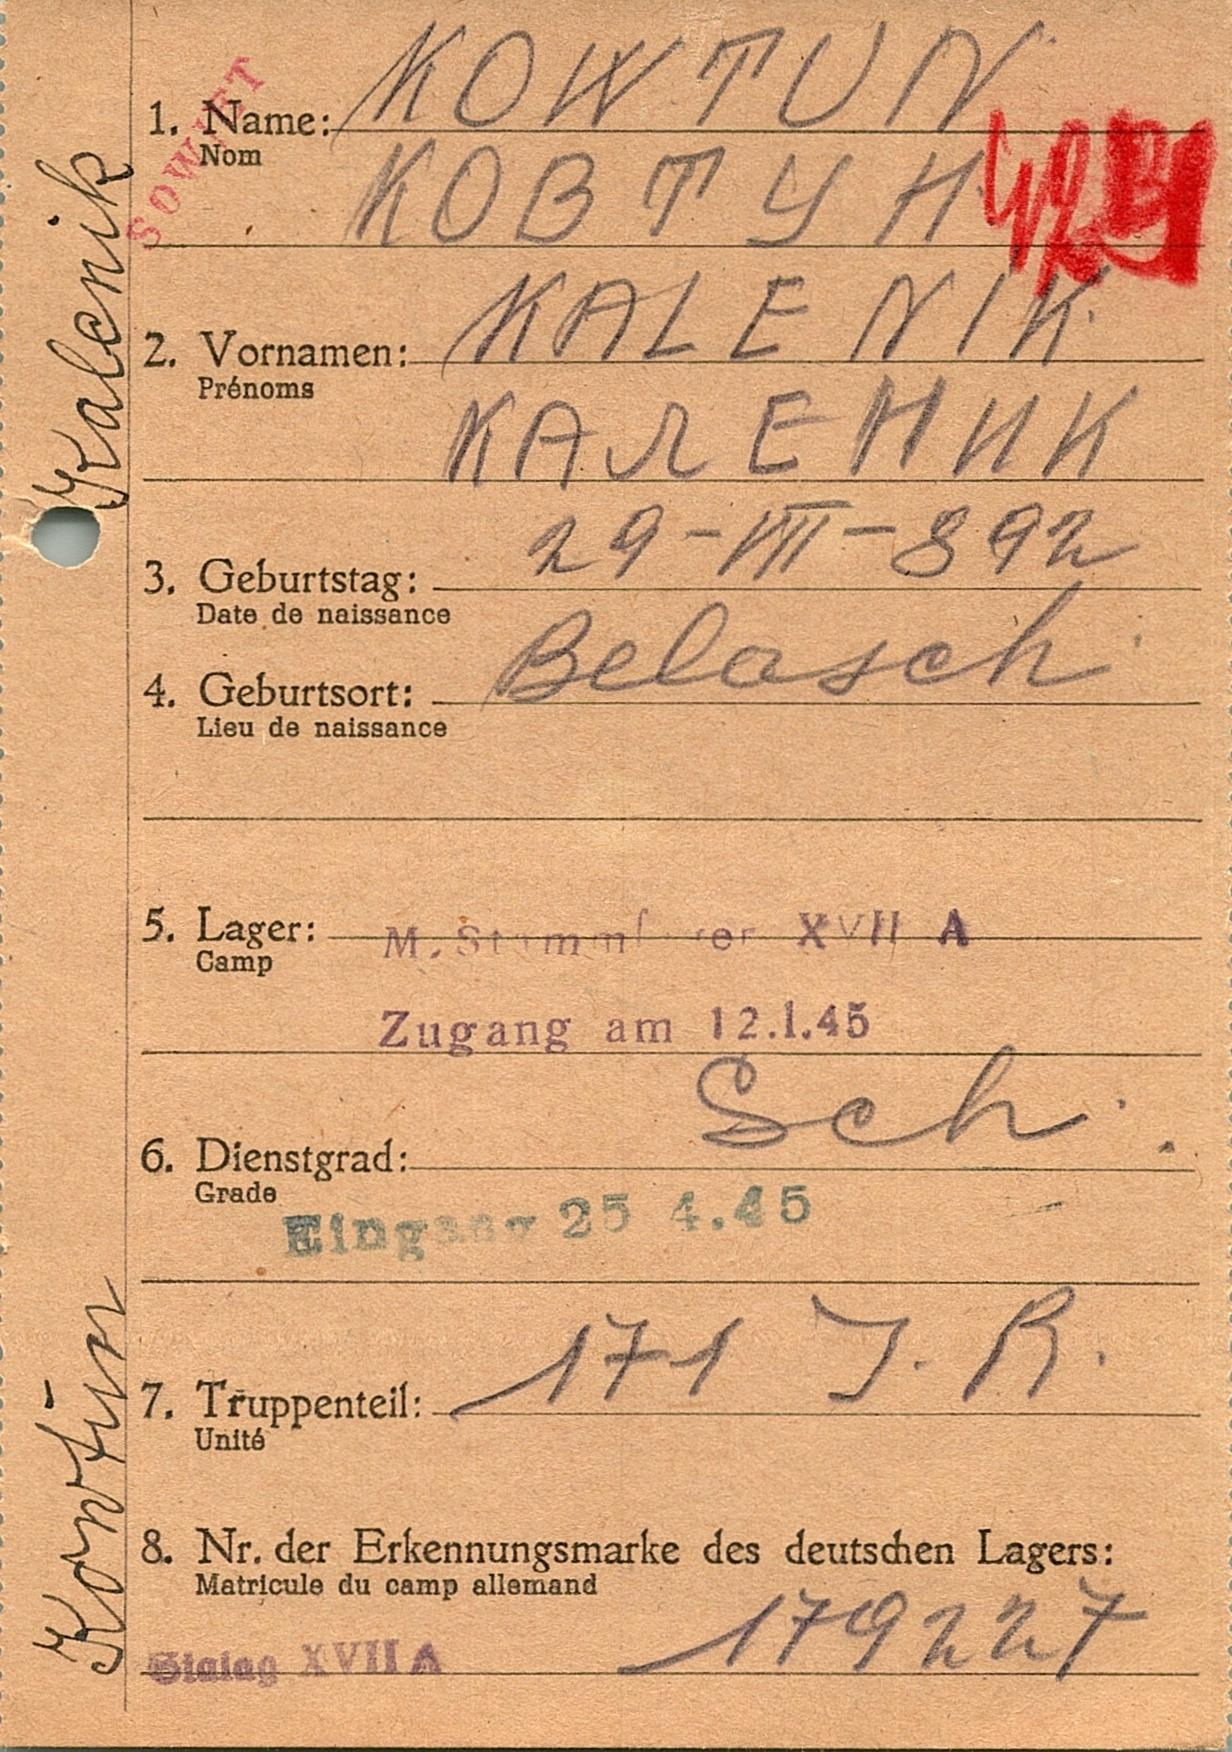 SOWJET
1. Name: KOWTUN
Nom
КОВТУН
2. Vornamen: KALENIK
Prénoms
КАЛЕНИК
3. Geburtstag: 29-VII-892
Date de naissance
4. Geburtsort: Belasch
Lieu de naissance
5. Lager: M. Stammlager XVII A
Camp
Zugang am 12.1.45
6. Dienstgrad: Sch.
Grade
Eingang 25 4.45
7. Truppenteil: 171 J. R.
Unité
8. Nr. der Erkennungsmarke des deutschen Lagers:
Matricule du camp allemand
179227
Stalag XVII A
Kowtun Kalenik